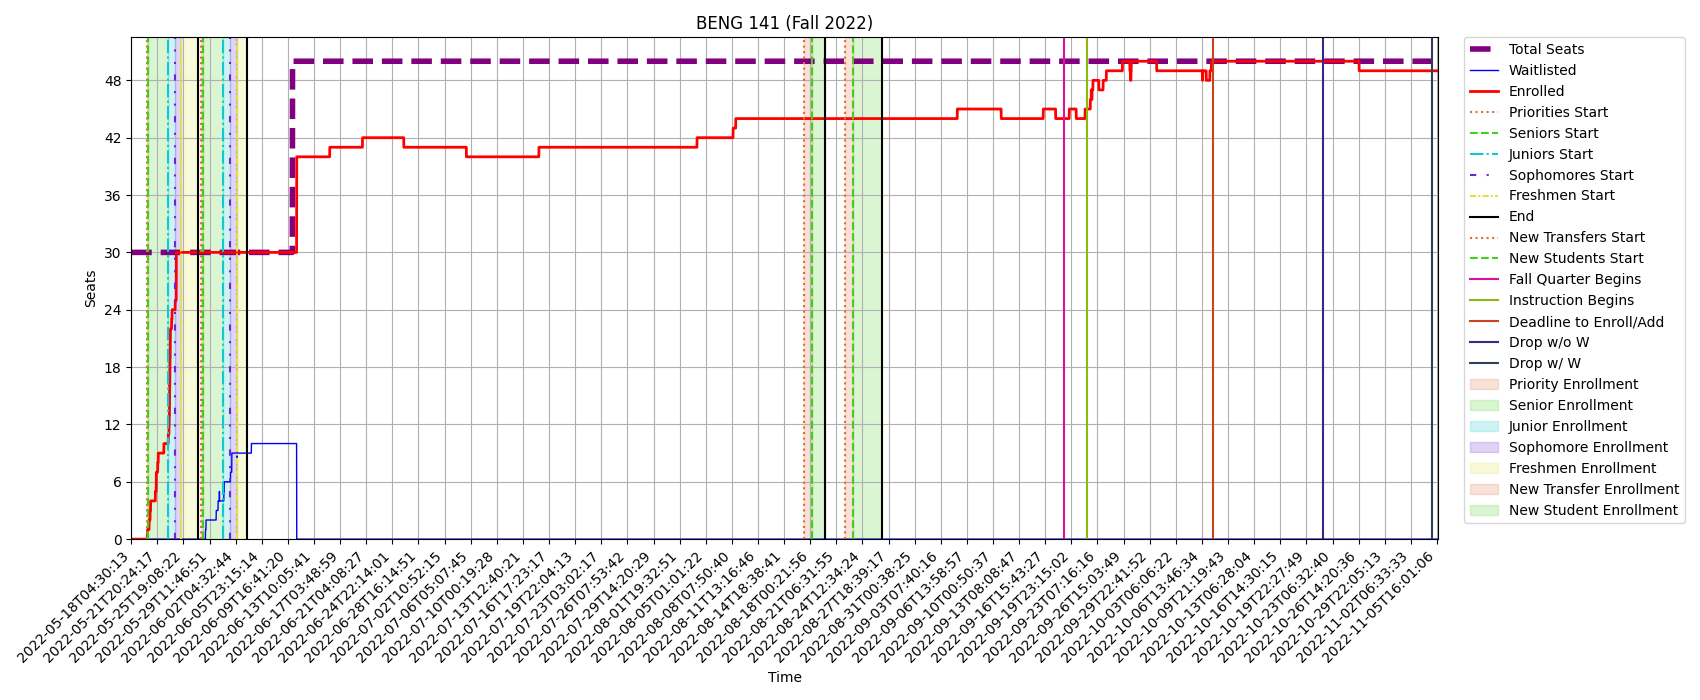 BENG 141 (Fall 2022)
Seats
48
42
36
30
24
18
12
6
0
2022-05-18T04:30:13
2022-05-21T20:24:17
2022-05-25T19:08:22
2022-05-29T11:46:51
2022-06-02T04:32:44
2022-06-05T23:15:14
2022-06-09T16:41:20
2022-06-13T10:05:41
2022-06-17T03:48:59
2022-06-21T04:08:27
2022-06-24T22:14:01
2022-06-28T16:14:51
2022-07-02T10:52:15
2022-07-06T05:07:45
2022-07-10T00:19:28
2022-07-13T12:40:21
2022-07-16T17:23:17
2022-07-19T22:04:13
2022-07-23T03:02:17
2022-07-26T07:53:42
2022-07-29T14:20:29
2022-08-01T19:32:51
2022-08-05T01:01:22
2022-08-08T07:50:40
2022-08-11T13:16:46
2022-08-14T18:38:41
2022-08-18T00:21:56
2022-08-21T06:31:55
2022-08-24T12:34:24
2022-08-27T18:39:17
2022-08-31T00:38:25
2022-09-03T07:40:16
2022-09-06T13:58:57
2022-09-10T00:50:37
2022-09-13T08:08:47
2022-09-16T15:43:27
2022-09-19T23:15:02
2022-09-23T07:16:16
2022-09-26T15:03:49
2022-09-29T22:41:52
2022-10-03T06:06:22
2022-10-06T13:46:34
2022-10-09T21:19:43
2022-10-13T06:28:04
2022-10-16T14:30:15
2022-10-19T22:27:49
2022-10-23T06:32:40
2022-10-26T14:20:36
2022-10-29T22:05:13
2022-11-02T06:33:33
2022-11-05T16:01:06
Time
Total Seats
Waitlisted
Enrolled
Priorities Start
Seniors Start
Juniors Start
Sophomores Start
Freshmen Start
End
New Transfers Start
New Students Start
Fall Quarter Begins
Instruction Begins
Deadline to Enroll/Add
Drop w/o W
Drop w/ W
Priority Enrollment
Senior Enrollment
Junior Enrollment
Sophomore Enrollment
Freshmen Enrollment
New Transfer Enrollment
New Student Enrollment